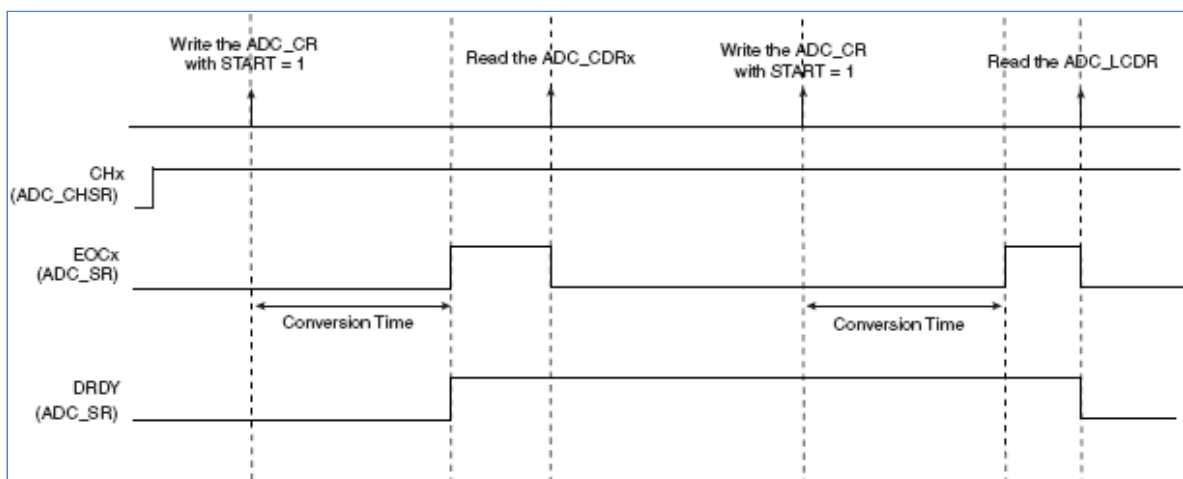 Write the ADC_CR
with START = 1
Read the ADC_CDRx
Write the ADC_CR
with START = 1
Read the ADC_LCDR
CHx
(ADC_CHSR)
EOCx
(ADC_SR)
Conversion Time
Conversion Time
DRDY
(ADC_SR)